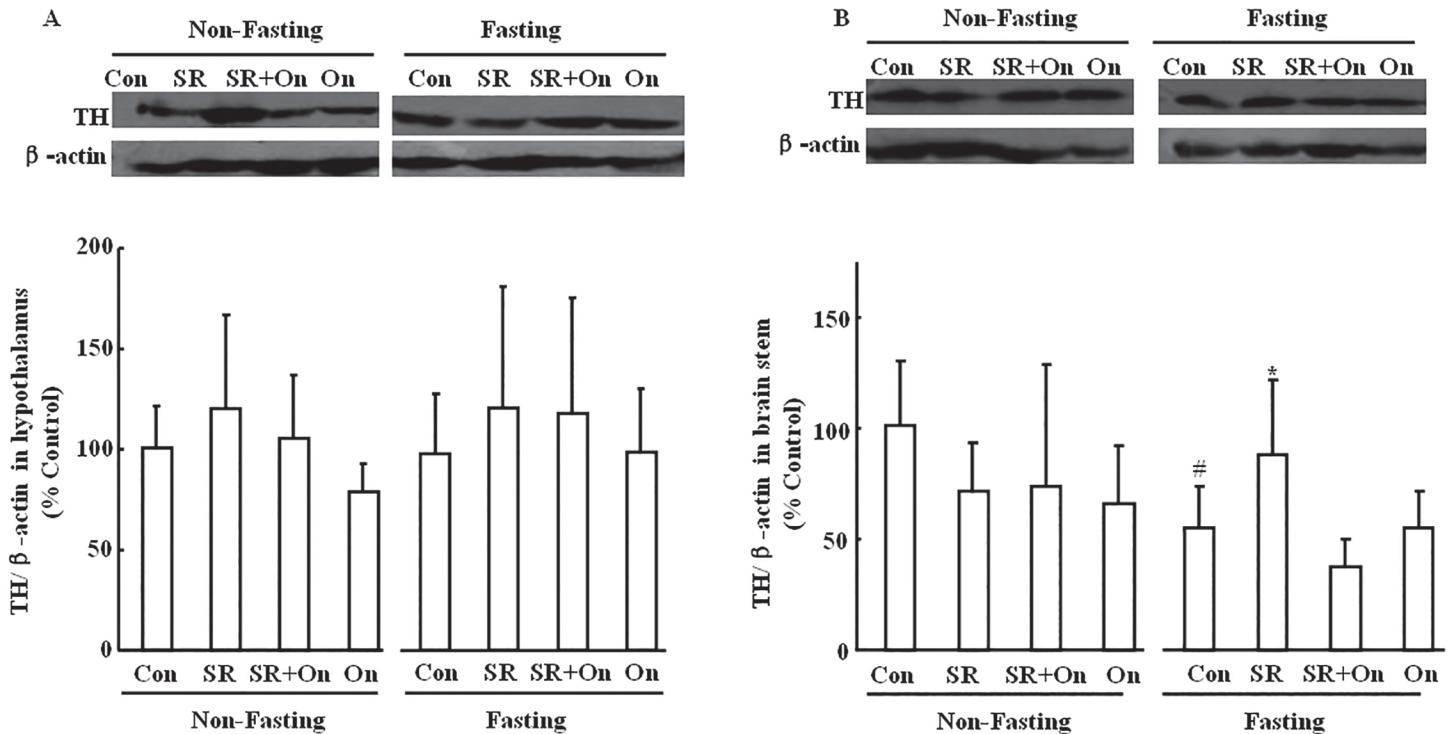 A
Non-Fasting
Fasting
Con SR SR+On On
Con SR SR+On On
TH
β -actin
200
150
100
50
0
TH/ β -actin in hypothalamus
(% Control)
Con SR SR+On On
Con SR SR+On On
Non-Fasting
Fasting
B
Non-Fasting
Fasting
Con SR SR+On On
Con SR SR+On On
TH
β -actin
150
100
50
0
TH/ β -actin in brain stem
(% Control)
#
*
Con SR SR+On On
Con SR SR+On On
Non-Fasting
Fasting